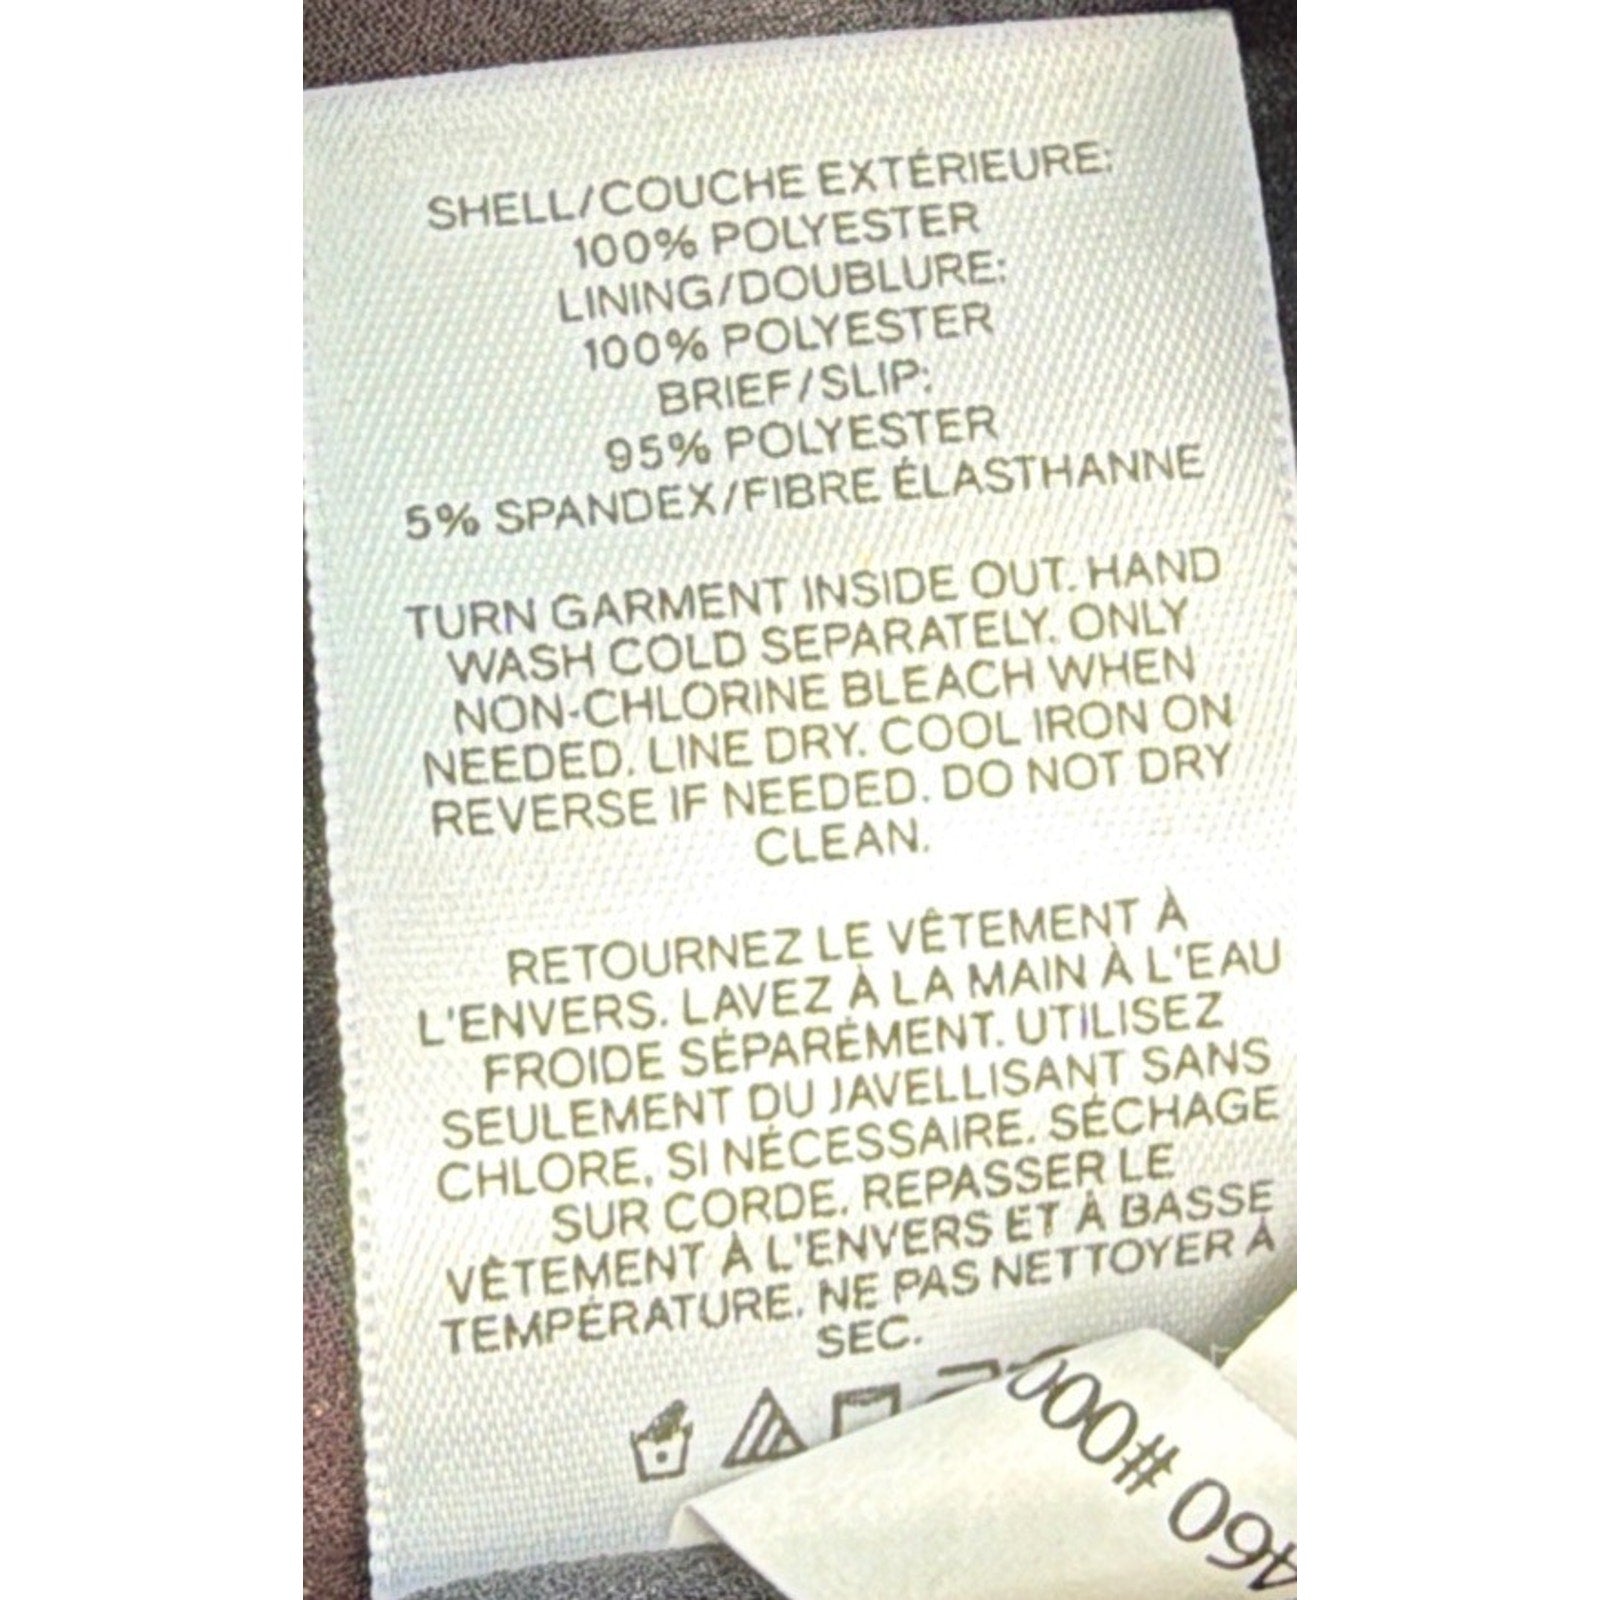 SHELL/COUCHE EXTÉRIEURE:
100% POLYESTER
LINING/DOUBLURE:
100% POLYESTER
BRIEF/SLIP:
95% POLYESTER
5% SPANDEX/FIBRE ÉLASTHANNE
TURN GARMENT INSIDE OUT. HAND
WASH COLD SEPARATELY. ONLY
NON-CHLORINE BLEACH WHEN
NEEDED. LINE DRY. COOL IRON ON
REVERSE IF NEEDED. DO NOT DRY
CLEAN.
RETOURNEZ LE VÊTEMENT À
L'ENVERS. LAVEZ À LA MAIN À L'EAU
FROIDE SÉPARÉMENT. UTILISEZ
SEULEMENT DU JAVELLISANT SANS
CHLORE, SI NÉCESSAIRE. SÉCHAGE
SUR CORDE. REPASSER LE
VÊTEMENT À L'ENVERS ET À BASSE
TEMPÉRATURE. NE PAS NETTOYER À
SEC.